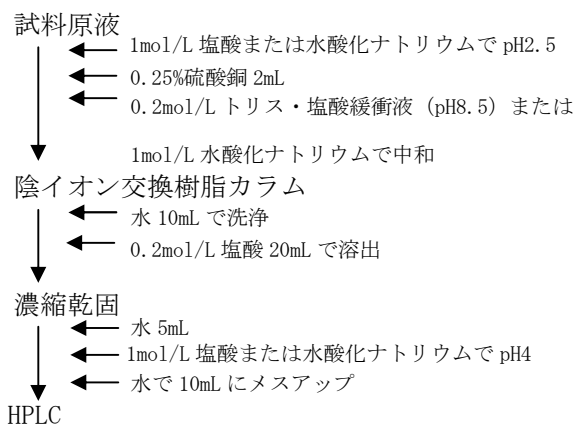 試料原液
1mol/L 塩酸または水酸化ナトリウムで pH2.5
0.25%硫酸銅 2mL
0.2mol/L トリス・塩酸緩衝液（pH8.5）または
1mol/L 水酸化ナトリウムで中和
陰イオン交換樹脂カラム
水 10mL で洗浄
0.2mol/L 塩酸 20mL で溶出
濃縮乾固
水 5mL
1mol/L 塩酸または水酸化ナトリウムで pH4
水で 10mL にメスアップ
HPLC